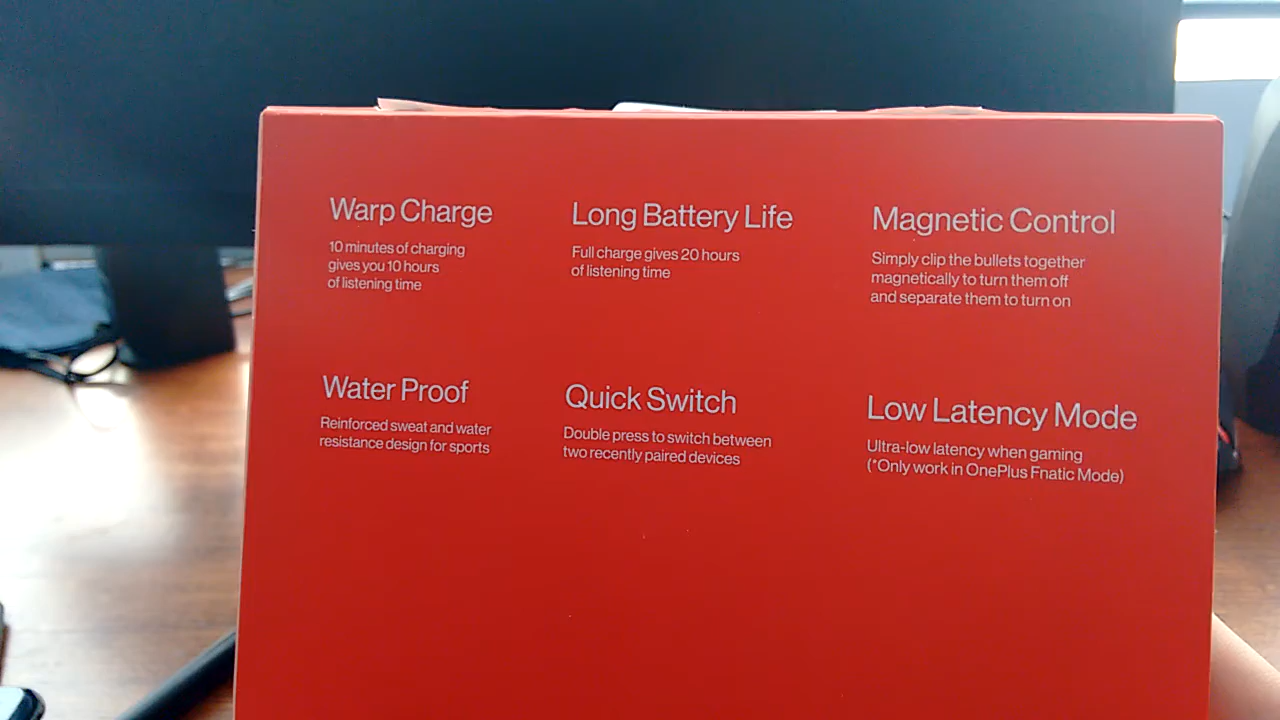 Warp Charge
10 minutes of charging
gives you 10 hours
of listening time
Long Battery Life
Full charge gives 20 hours
of listening time
Magnetic Control
Simply clip the bullets together
magnetically to turn them off
and separate them to turn on
Water Proof
Reinforced sweat and water
resistance design for sports
Quick Switch
Double press to switch between
two recently paired devices
Low Latency Mode
Ultra-low latency when gaming
(*Only work in OnePlus Fnatic Mode)